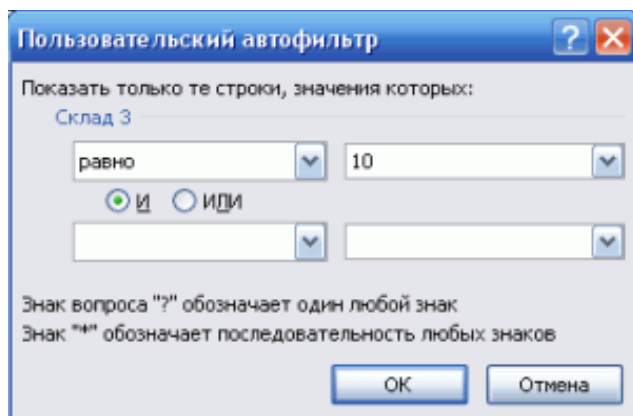 Пользовательский автофильтр
Показать только те строки, значения которых:
Склад 3
равно 10
И ИЛИ
Знак вопроса "?" обозначает один любой знак
Знак "*" обозначает последовательность любых знаков
ОК Отмена